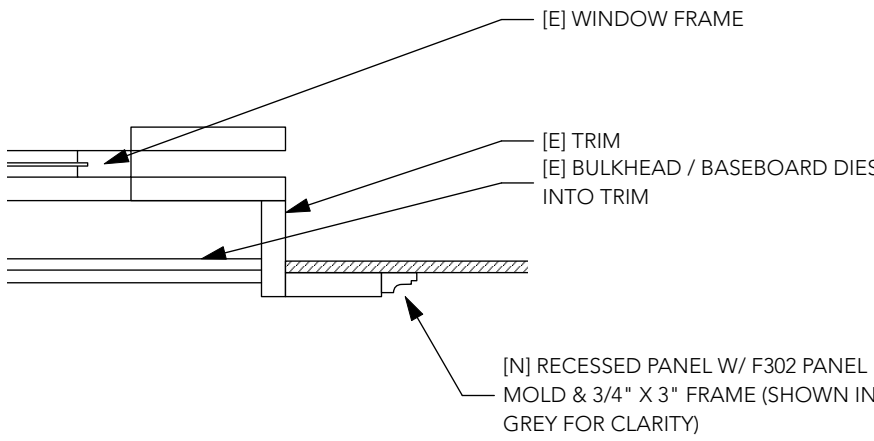 [E] WINDOW FRAME
[E] TRIM
[E] BULKHEAD / BASEBOARD DIES
INTO TRIM
[N] RECESSED PANEL W/ F302 PANEL
MOLD & 3/4" X 3" FRAME (SHOWN IN
GREY FOR CLARITY)